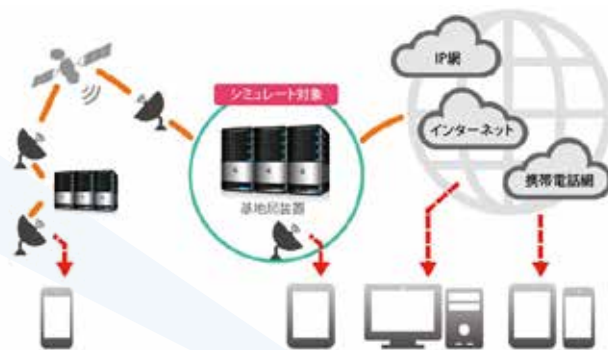 IP網
シミュレート対象
インターネット
携帯電話網
基地局装置